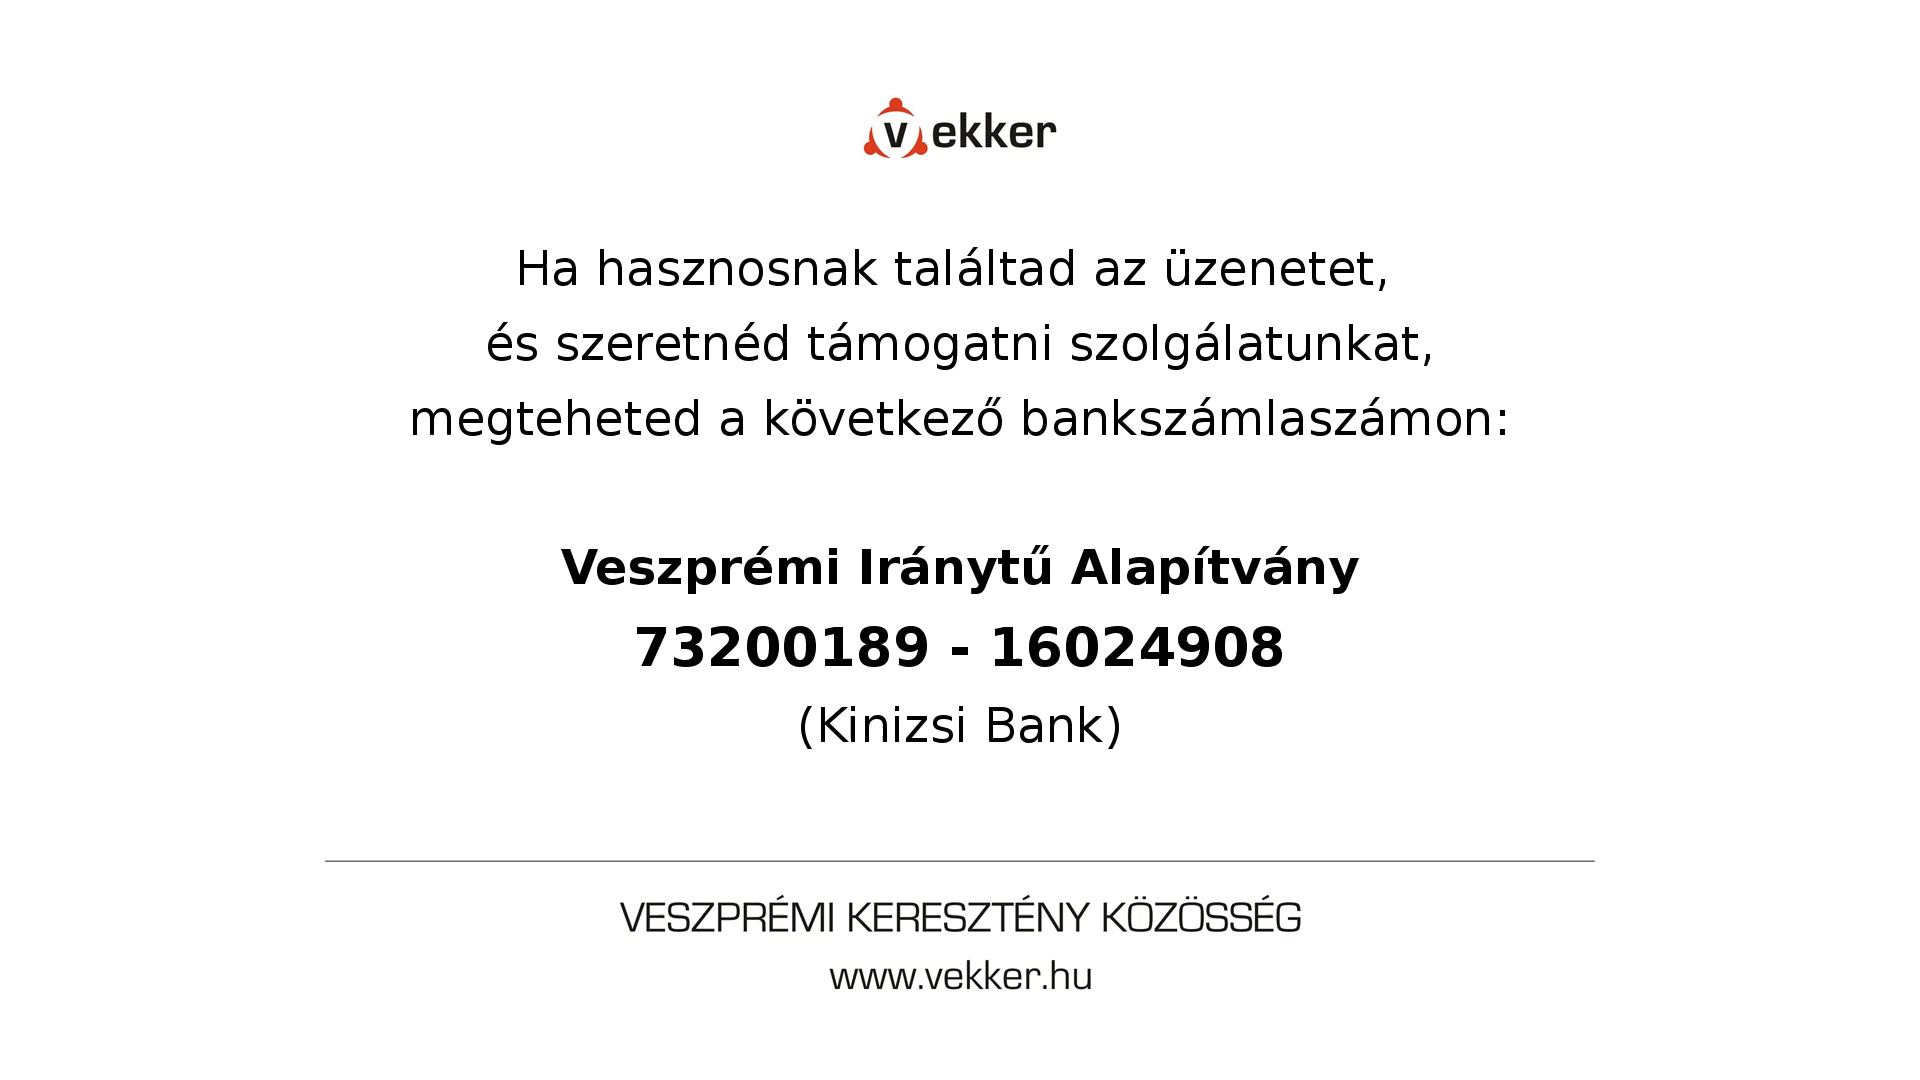 vekker
Ha hasznosnak találtad az üzenetet,
és szeretnéd támogatni szolgálatunkat,
megteheted a következő bankszámlaszámon:
Veszprémi Iránytű Alapítvány
73200189 - 16024908
(Kinizsi Bank)
VESZPRÉMI KERESZTÉNY KÖZÖSSÉG
www.vekker.hu